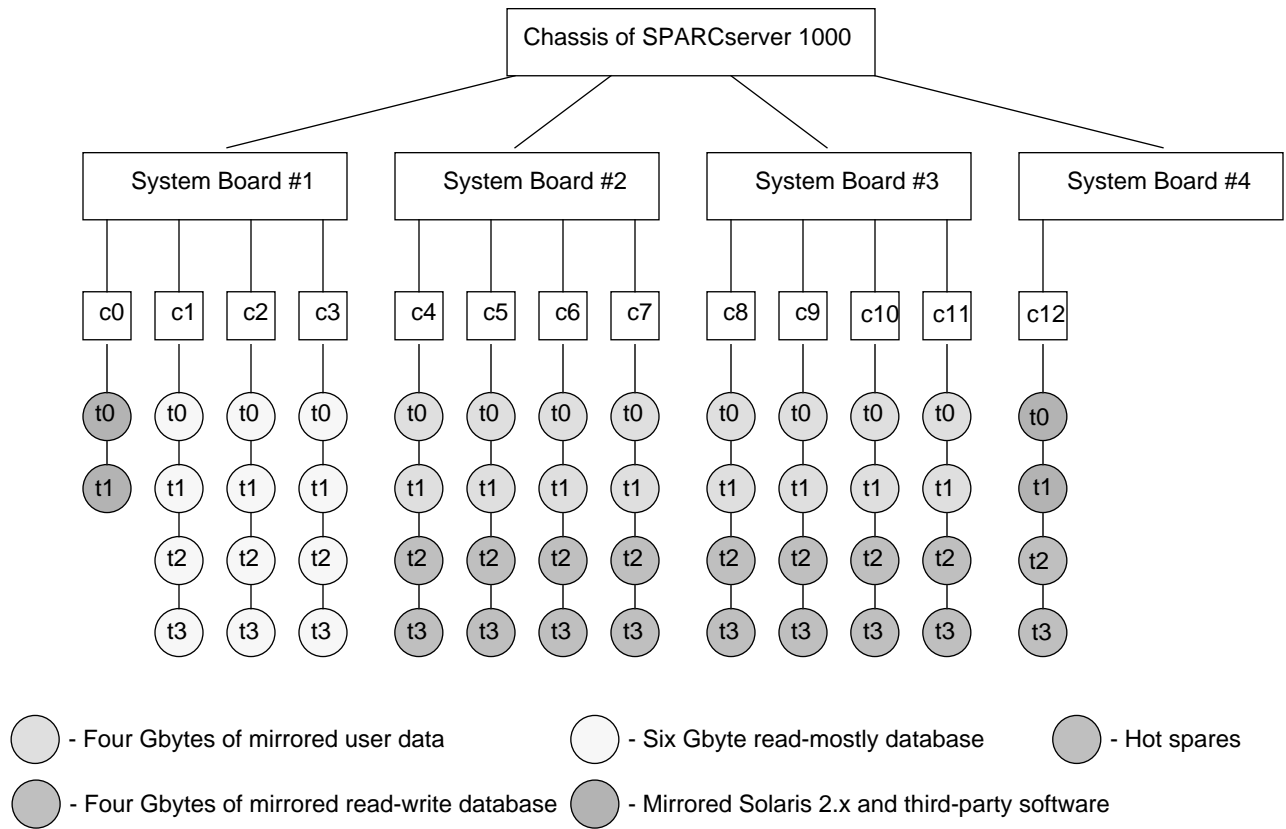 Chassis of SPARCserver 1000
System Board #1 System Board #2 System Board #3 System Board #4
c0 c1 c2 c3 c4 c5 c6 c7 c8 c9 c10 c11 c12
t0 t0 t0 t0 t0 t0 t0 t0 t0 t0 t0 t0 t0
t1 t1 t1 t1 t1 t1 t1 t1 t1 t1 t1 t1 t1
t2 t2 t2 t2 t2 t2 t2 t2 t2 t2 t2 t2
t3 t3 t3 t3 t3 t3 t3 t3 t3 t3 t3 t3
- Four Gbytes of mirrored user data - Six Gbyte read-mostly database - Hot spares
- Four Gbytes of mirrored read-write database - Mirrored Solaris 2.x and third-party software